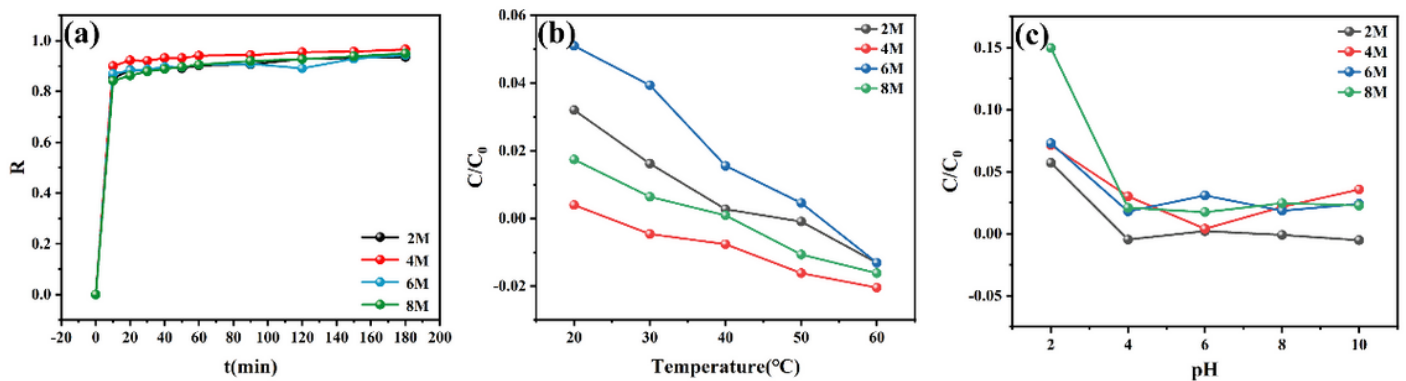 (a)
1.0
0.8
0.6
0.4
0.2
0.0
R
-20 0 20 40 60 80 100 120 140 160 180 200
t(min)
2M
4M
6M
8M
(b)
0.06
0.04
0.02
0.00
-0.02
C/C0
20 30 40 50 60
Temperature(°C)
2M
4M
6M
8M
(c)
0.15
0.10
0.05
0.00
-0.05
C/C0
2 4 6 8 10
pH
2M
4M
6M
8M